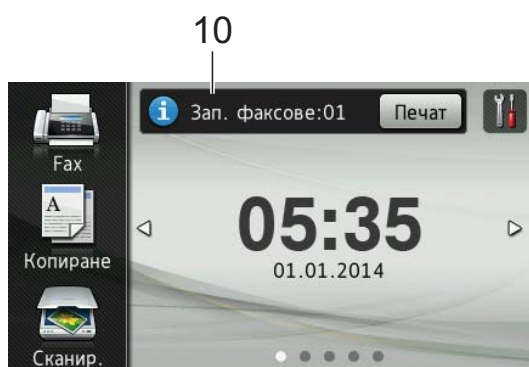 10
Зап. факсове:01
Печат
Fax
Копиране
Сканир.
05:35
01.01.2014